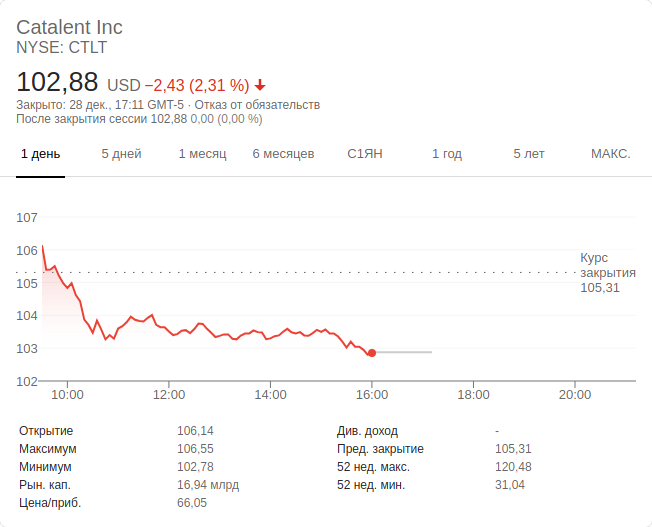 Catalent Inc
NYSE: CTLT
102,88 USD −2,43 (2,31 %)
Закрыто: 28 дек., 17:11 GMT-5 · Отказ от обязательств
После закрытия сессии 102,88 0,00 (0,00 %)
1 день 5 дней 1 месяц 6 месяцев С1ЯН 1 год 5 лет МАКС.
107
106
Курс
закрытия
105,31
105
104
103
102
10:00 12:00 14:00 16:00 18:00 20:00
Открытие 106,14 Див. доход -
Максимум 106,55 Пред. закрытие 105,31
Минимум 102,78 52 нед. макс. 120,48
Рын. кап. 16,94 млрд 52 нед. мин. 31,04
Цена/приб. 66,05